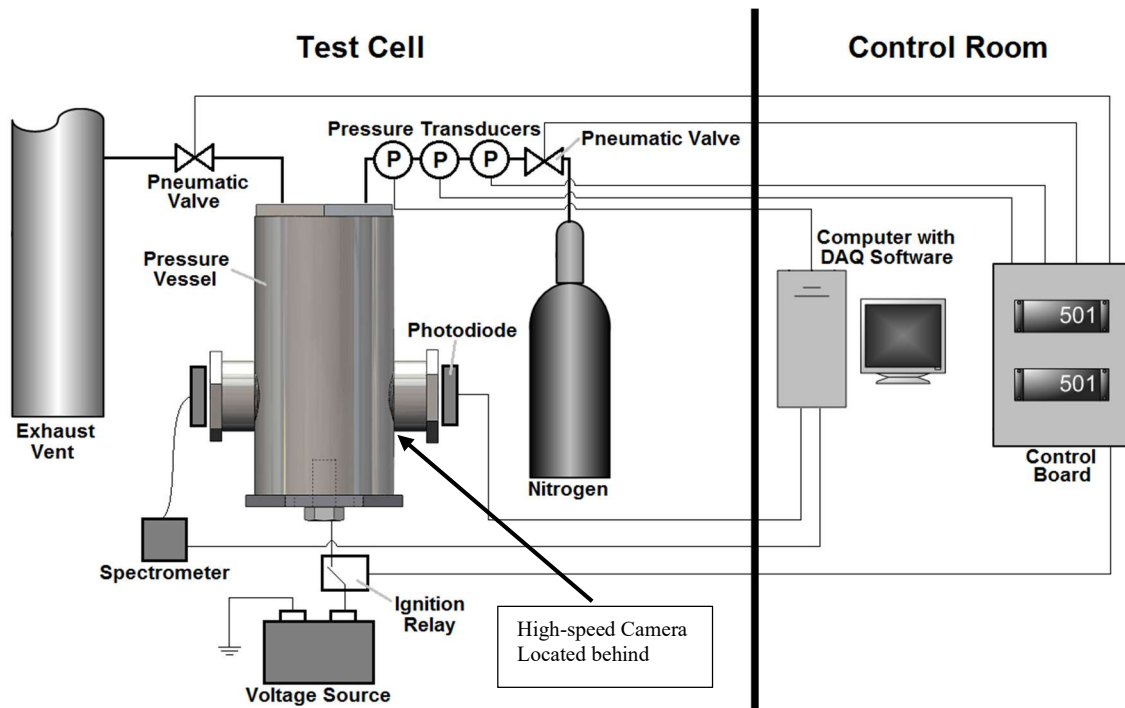 Test Cell
Control Room
Pressure Transducers
P
P
P
Pneumatic Valve
Pneumatic
Valve
Pressure
Vessel
Computer with
DAQ Software
501
501
Photodiode
Exhaust
Vent
Nitrogen
Control
Board
Spectrometer
Ignition
Relay
High-speed Camera
Located behind
Voltage Source